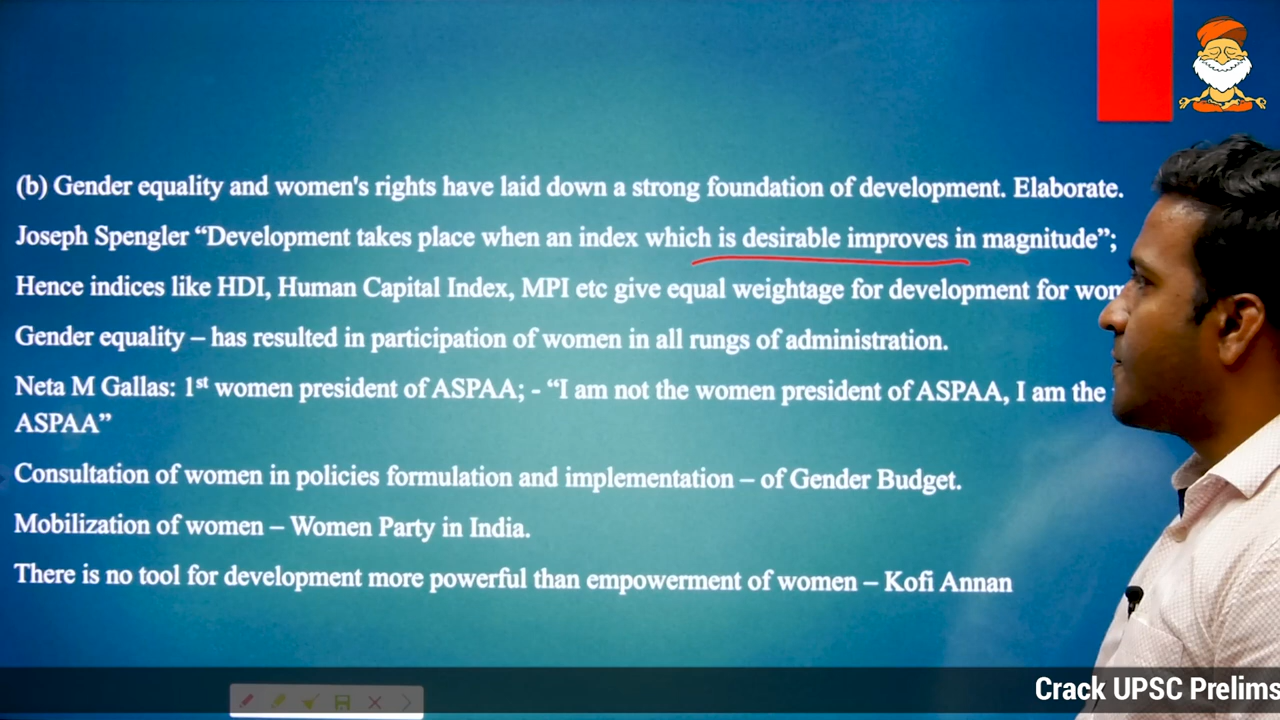 (b) Gender equality and women's rights have laid down a strong foundation of development. Elaborate.
Joseph Spengler “Development takes place when an index which is desirable improves in magnitude”;
Hence indices like HDI, Human Capital Index, MPI etc give equal weightage for development for
Gender equality – has resulted in participation of women in all rungs of administration.
Neta M Gallas: 1st women president of ASPAA; - “I am not the women president of ASPAA, I am the
ASPAA”
Consultation of women in policies formulation and implementation – of Gender Budget.
Mobilization of women – Women Party in India.
There is no tool for development more powerful than empowerment of women – Kofi Annan
Crack UPSC Prelims